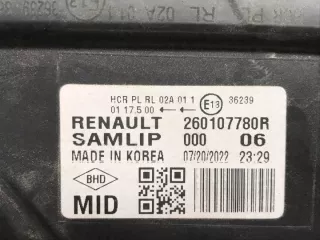 HCR PL RL 02A 01 1 E13 36239
01 17.5 00
RENAULT 260107780R
SAMLIP 000 06
MADE IN KOREA 07/20/2022 23:29
BHD
MID